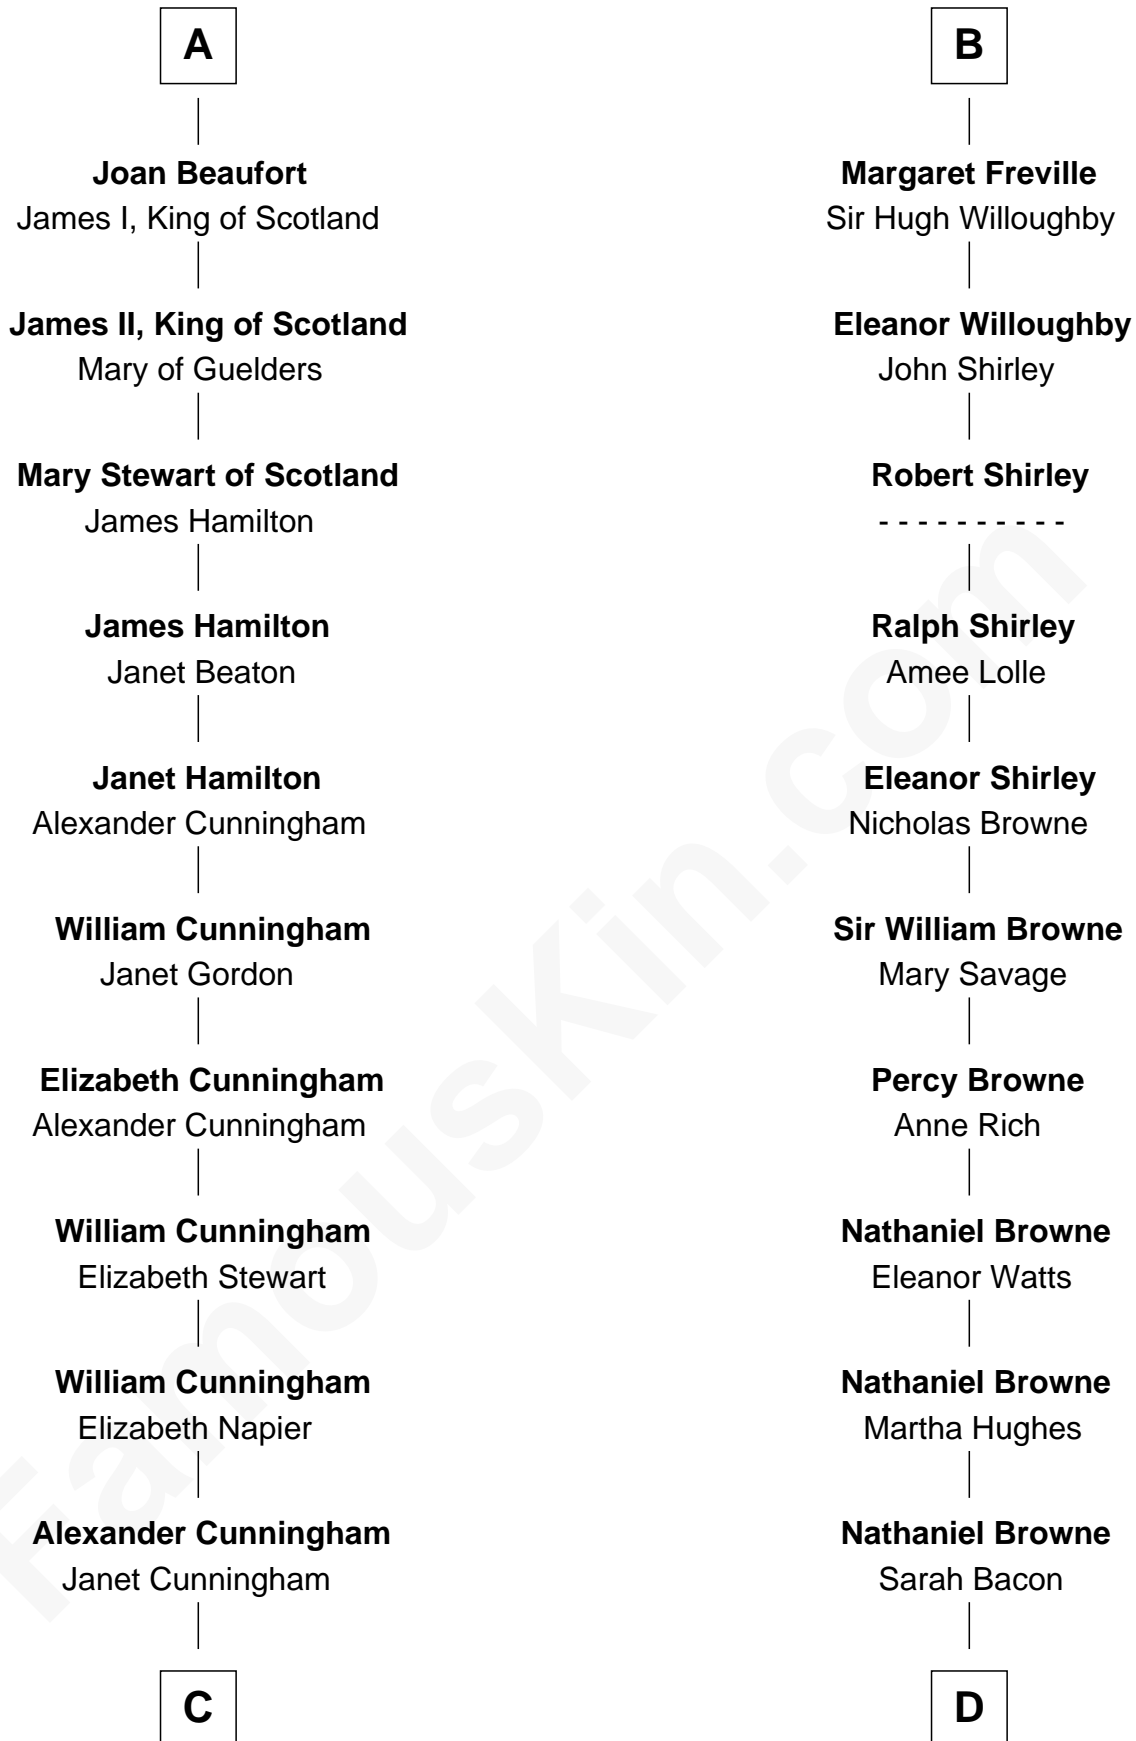 A
Joan Beaufort
James I, King of Scotland
James II, King of Scotland
Mary of Guelders
Mary Stewart of Scotland
James Hamilton
James Hamilton
Janet Beaton
Janet Hamilton
Alexander Cunningham
William Cunningham
Janet Gordon
Elizabeth Cunningham
Alexander Cunningham
William Cunningham
Elizabeth Stewart
William Cunningham
Elizabeth Napier
Alexander Cunningham
Janet Cunningham
C
B
Margaret Freville
Sir Hugh Willoughby
Eleanor Willoughby
John Shirley
Robert Shirley
- - - - - - - - - -
Ralph Shirley
Amee Lolle
Eleanor Shirley
Nicholas Browne
Sir William Browne
Mary Savage
Percy Browne
Anne Rich
Nathaniel Browne
Eleanor Watts
Nathaniel Browne
Martha Hughes
Nathaniel Browne
Sarah Bacon
D
FamousKin.com